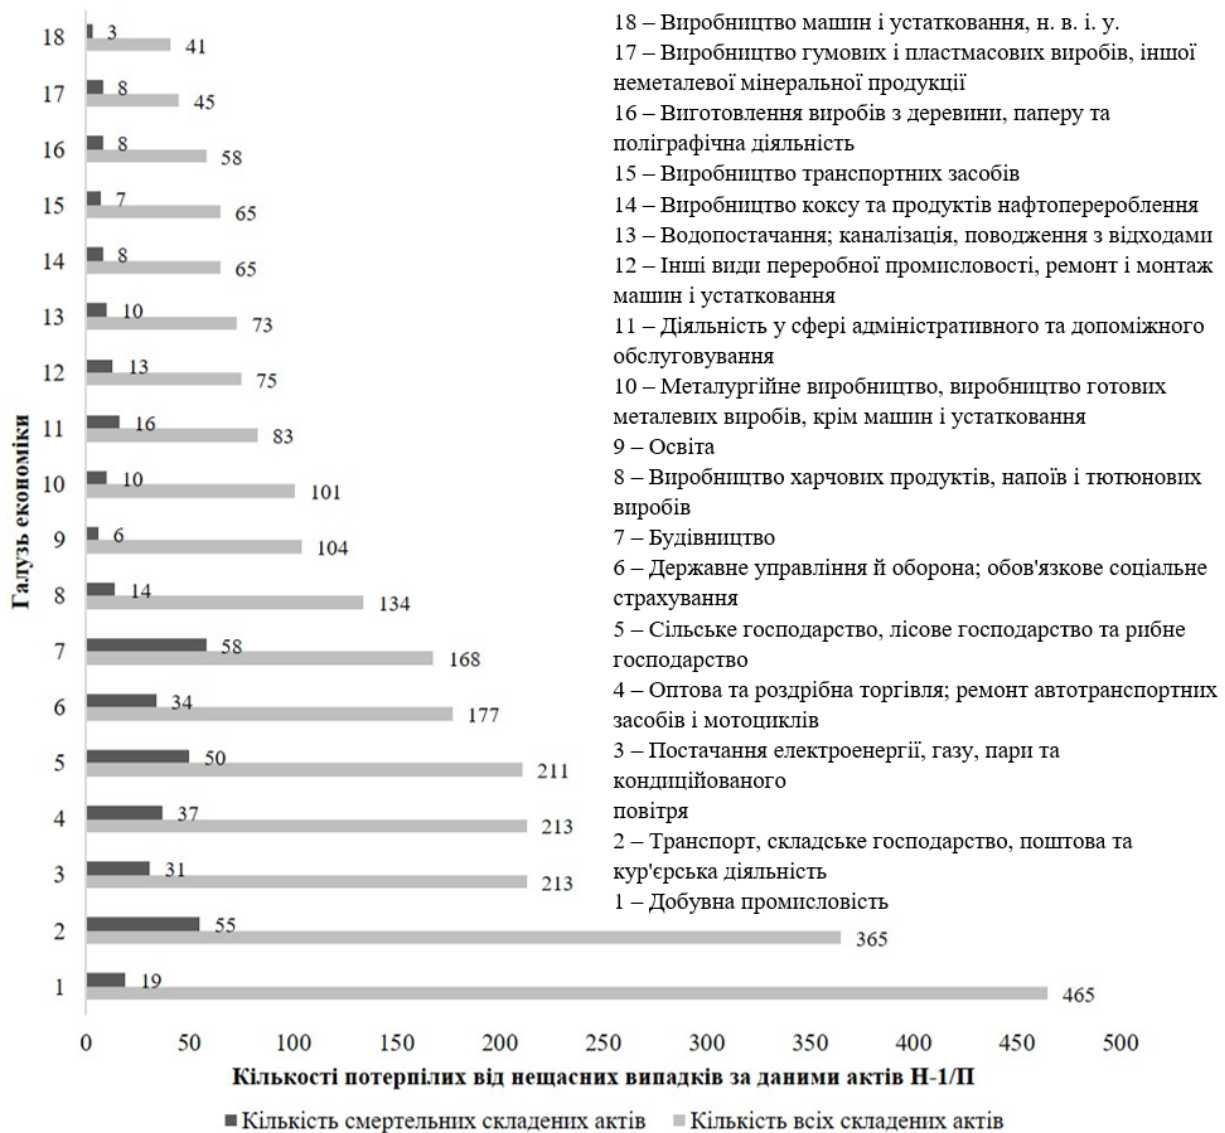 18
3
41
17
8
45
16
8
58
15
7
65
14
8
65
13
10
73
12
13
75
11
16
83
10
10
101
9
6
104
8
14
134
7
58
168
6
34
177
5
50
211
4
37
213
3
31
213
2
55
365
1
19
465
Галузь економіки
0 50 100 150 200 250 300 350 400 450 500
Кількості потерпілих від нещасних випадків за даними актів Н-1/П
Кількість смертельних складених актів Кількість всіх складених актів
18 – Виробництво машин і устатковання, н. в. і. у.
17 – Виробництво гумових і пластмасових виробів, іншої
неметалевої мінеральної продукції
16 – Виготовлення виробів з деревини, паперу та
поліграфічна діяльність
15 – Виробництво транспортних засобів
14 – Виробництво коксу та продуктів нафтоперероблення
13 – Водопостачання; каналізація, поводження з відходами
12 – Інші види переробної промисловості, ремонт і монтаж
машин і устатковання
11 – Діяльність у сфері адміністративного та допоміжного
обслуговування
10 – Металургійне виробництво, виробництво готових
металевих виробів, крім машин і устатковання
9 – Освіта
8 – Виробництво харчових продуктів, напоїв і тютюнових
виробів
7 – Будівництво
6 – Державне управління й оборона; обов'язкове соціальне
страхування
5 – Сільське господарство, лісове господарство та рибне
господарство
4 – Оптова та роздрібна торгівля; ремонт автотранспортних
засобів і мотоциклів
3 – Постачання електроенергії, газу, пари та
кондиційованого
повітря
2 – Транспорт, складське господарство, поштова та
кур'єрська діяльність
1 – Добувна промисловість